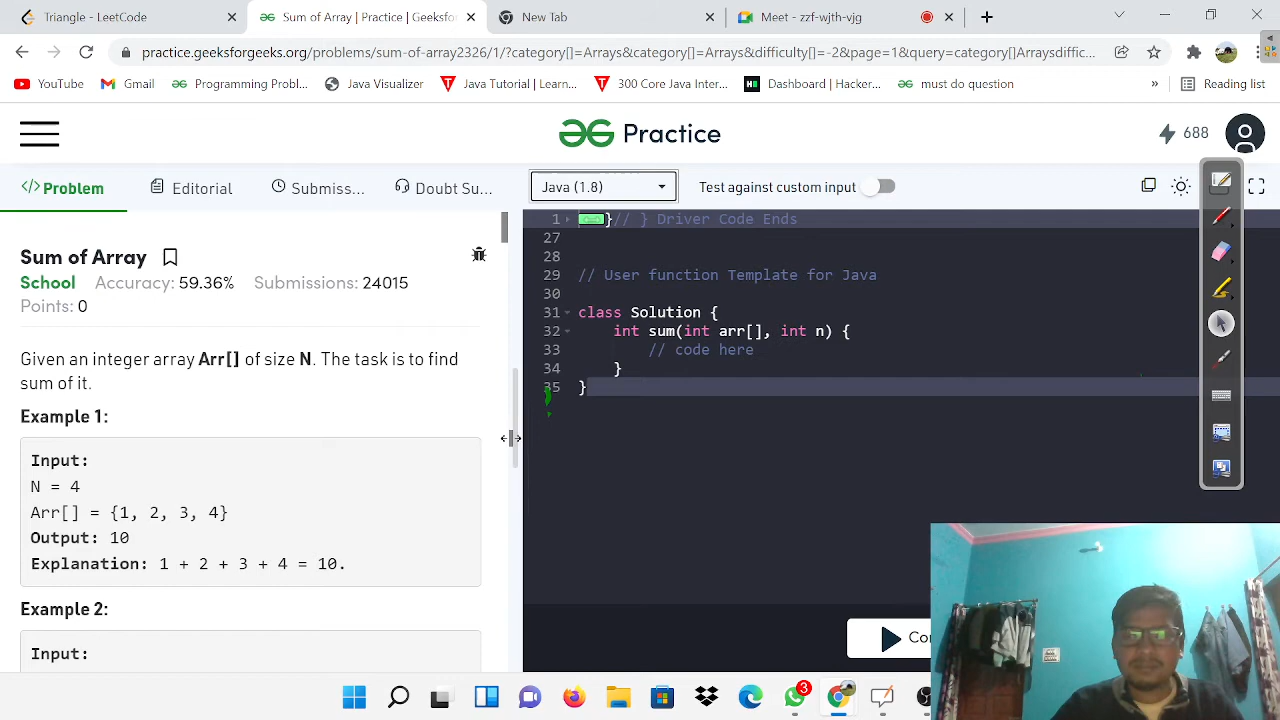 Triangle - LeetCode
Sum of Array | Practice | Geeksfor
New Tab
Meet - zzf-wjth-vjg
practice.geeksforgeeks.org/problems/sum-of-array2326/1/?category[]=Arrays&category[]=Arrays&difficulty[]=-2&page=1&query=category[]Arraysdiffic...
YouTube
Gmail
Programming Probl...
Java Visualizer
Java Tutorial | Learn...
300 Core Java Inter...
Dashboard | Hacker...
must do question
»
Reading list
Practice
688
</> Problem
Editorial
Submiss...
Doubt Su...
Java (1.8)
Test against custom input
Sum of Array
School Accuracy: 59.36% Submissions: 24015
Points: 0
Given an integer array Arr[] of size N. The task is to find
sum of it.
Example 1:
Input:
N = 4
Arr[] = {1, 2, 3, 4}
Output: 10
Explanation: 1 + 2 + 3 + 4 = 10.
Example 2:
Input:
1 }// } Driver Code Ends
27
28
29 // User function Template for Java
30
31 class Solution {
32 int sum(int arr[], int n) {
33 // code here
34 }
35 }
3